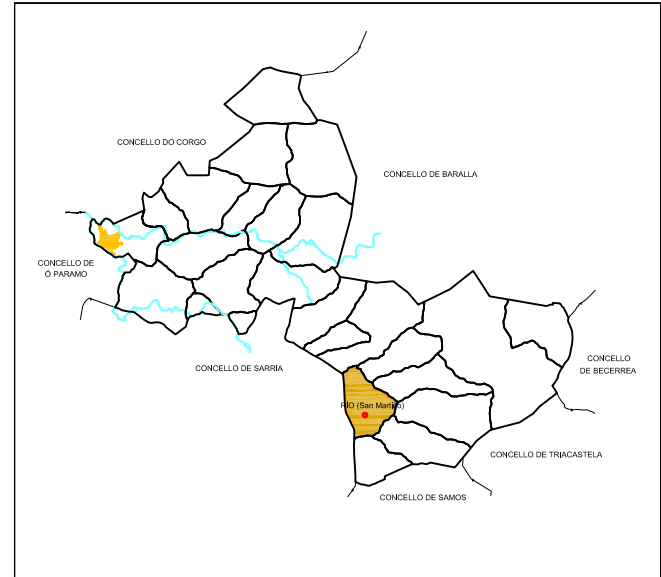 CONCELLO DO CORGO
CONCELLO DE BARALLA
CONCELLO DE
Ó PARAMO
CONCELLO DE SARRIA
CONCELLO
DE BECERREA
RÍO (San Martiño)
CONCELLO DE TRIACASTELA
CONCELLO DE SAMOS